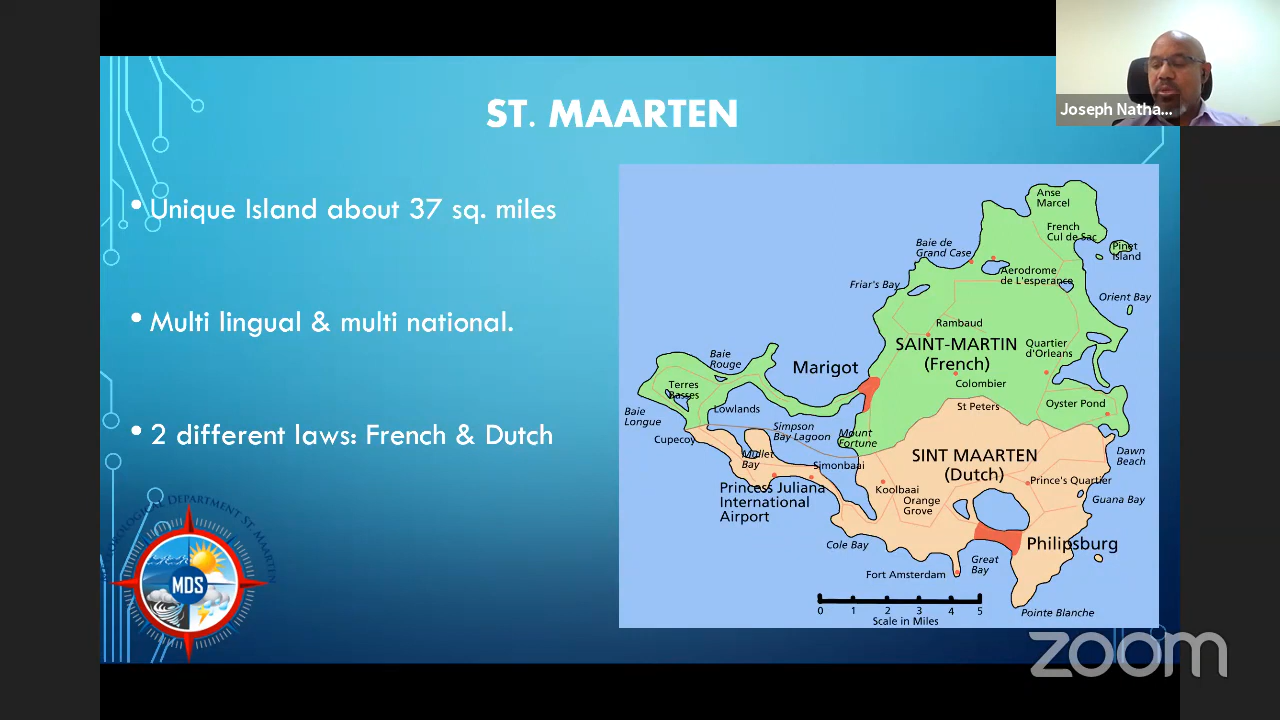 ST. MAARTEN
Joseph Natha...
• Unique Island about 37 sq. miles
• Multi lingual & multi national.
• 2 different laws: French & Dutch
Anse
Marcel
French
Cul de Sac
Pinet
Island
Baie de
Grand Case
Aerodrome
de L'esperance
Friar's Bay
Orient Bay
Rambaud
SAINT-MARTIN
(French)
Quartier
d'Orleans
Baie
Rouge
Marigot
Colombier
Terres
Basses
Lowlands
St Peters
Oyster Pond
Baie
Longue
Simpson
Bay Lagoon
Mount
Fortune
Cupecoy
Mullet
Bay
Simonbaai
SINT MAARTEN
(Dutch)
Dawn
Beach
Prince's Quartier
Princess Juliana
International
Airport
Koolbaai
Orange
Grove
Guana Bay
Cole Bay
Philipsburg
Great
Bay
Fort Amsterdam
Pointe Blanche
0 1 2 3 4 5
Scale in Miles
DEPARTMENT ST. MAARTEN
MDS
zoom